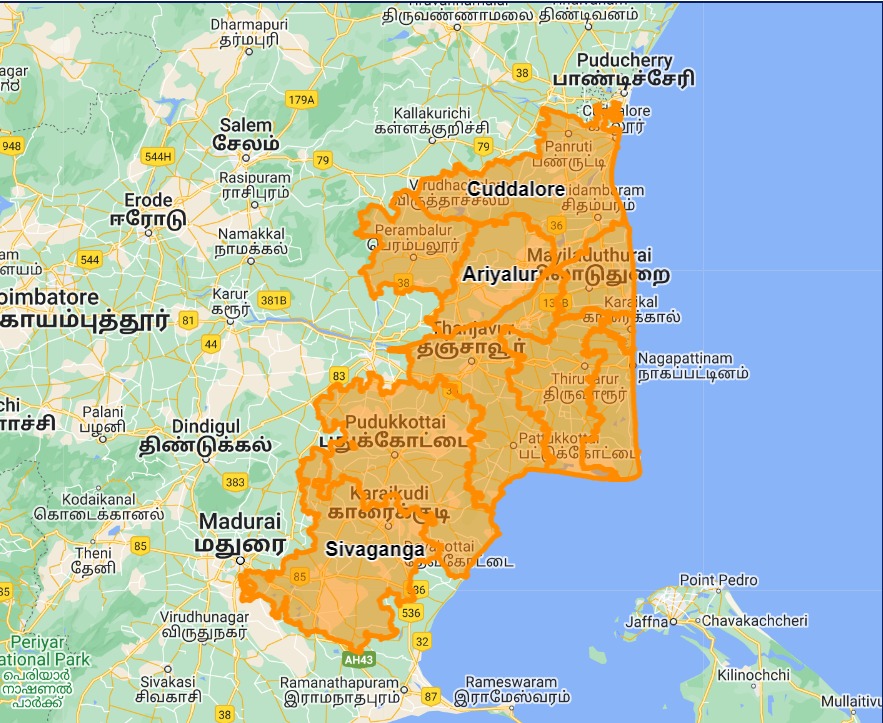 திருவண்ணாமலை
திண்டிவனம்
Dharmapuri
தர்மபுரி
Puducherry
பாண்டிச்சேரி
38
179A
Kallakurichi
கள்ளக்குறிச்சி
Salem
சேலம்
948
544H
79
79
Panruti
பண்ருட்டி
Rasipuram
ராசிபுரம்
Cuddalore
சிதம்பரம்
Erode
ஈரோடு
Namakkal
நாமக்கல்
Perambalur
பெரம்பலூர்
36
544
Mayiladuthurai
Ariyalur
38
Karur
கரூர்
381B
81
Karaikal
Coimbatore
கோயம்புத்தூர்
44
Thanjavur
தஞ்சாவூர்
Nagapattinam
நாகப்பட்டினம்
83
Thiruvarur
திருவாரூர்
Palani
பழனி
Dindigul
திண்டுக்கல்
Pudukkottai
புதுக்கோட்டை
Pattukkottai
பட்டுக்கோட்டை
383
Kodaikanal
கொடைக்கானல்
Karaikudi
காரைக்குடி
Madurai
மதுரை
Sivaganga
85
Theni
தேனி
85
36
536
Point Pedro
Jaffna
Chavakachcheri
Virudhunagar
விருதுநகர்
32
Periyar
National Park
பெரியார்
நாஷனல்
பார்க்
AH43
Sivakasi
சிவகாசி
Ramanathapuram
ராமநாதபுரம்
Rameswaram
இராமேஸ்வரம்
87
Kilinochchi
38
Mullaitivu